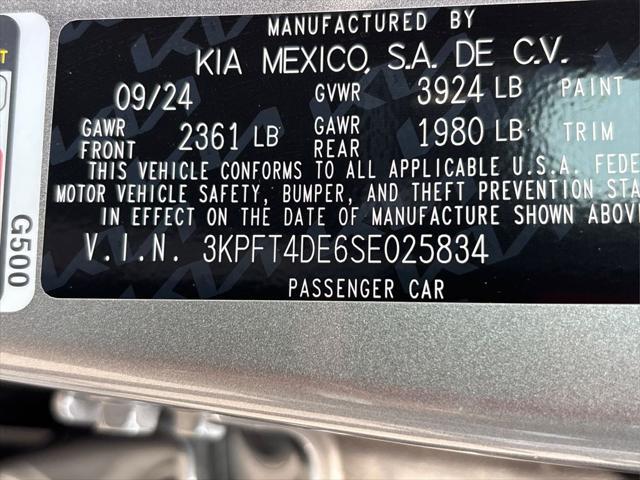 MANUFACTURED BY
KIA MEXICO, S.A. DE C.V.
09/24 GVWR 3924 LB PAINT
GAWR FRONT 2361 LB GAWR REAR 1980 LB TRIM
THIS VEHICLE CONFORMS TO ALL APPLICABLE U.S.A. FEDE
MOTOR VEHICLE SAFETY, BUMPER, AND THEFT PREVENTION STA
IN EFFECT ON THE DATE OF MANUFACTURE SHOWN ABOVE
V.I.N. 3KPFT4DE6SE025834
PASSENGER CAR
G500